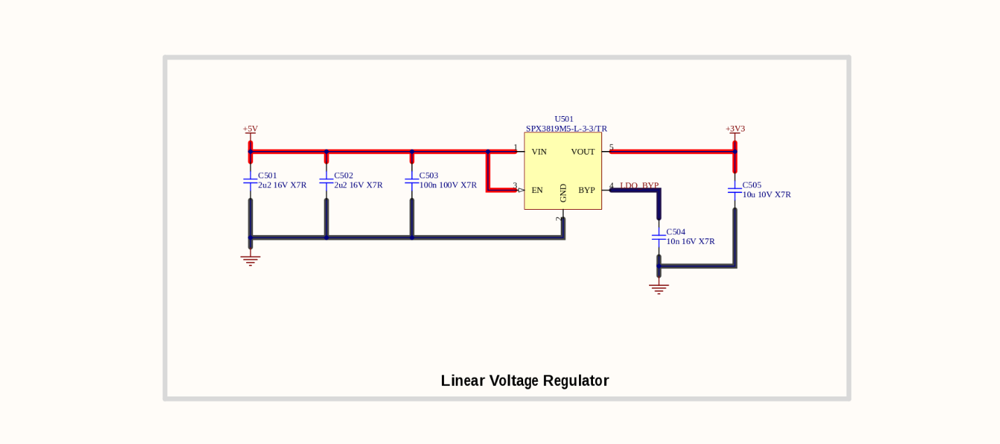 U501
SPX3819M5-L-3-3/TR
+5V
+3V3
1
VIN
VOUT
5
C501
2u2 16V X7R
C502
2u2 16V X7R
C503
100n 100V X7R
3
EN
GND
BYP
4
LDO_BYP
C505
10u 10V X7R
2
C504
10n 16V X7R
Linear Voltage Regulator